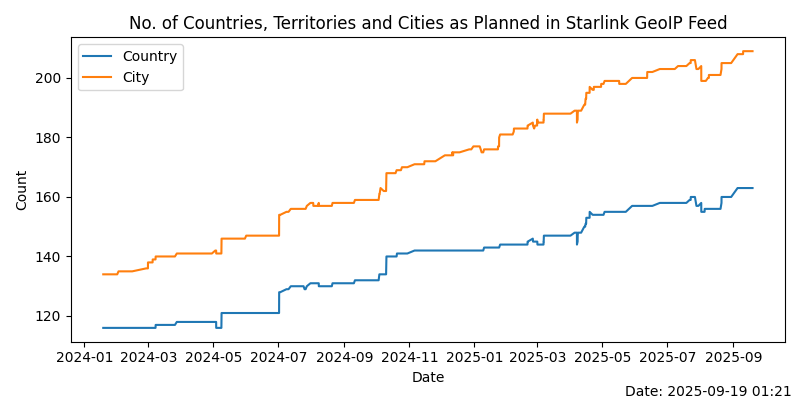 No. of Countries, Territories and Cities as Planned in Starlink GeoIP Feed
Country
City
Count
200
180
160
140
120
2024-01 2024-03 2024-05 2024-07 2024-09 2024-11 2025-01 2025-03 2025-05 2025-07 2025-09
Date
Date: 2025-09-19 01:21